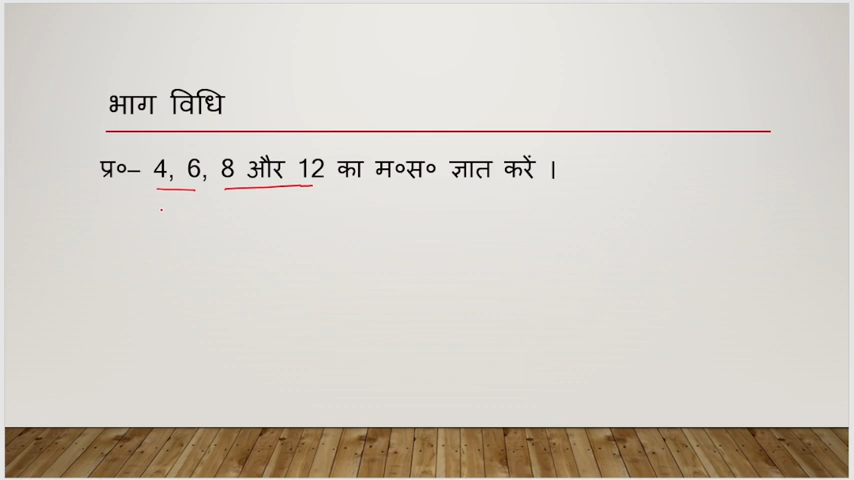 भाग विधि
प्र०– 4, 6, 8 और 12 का म०स० ज्ञात करें ।